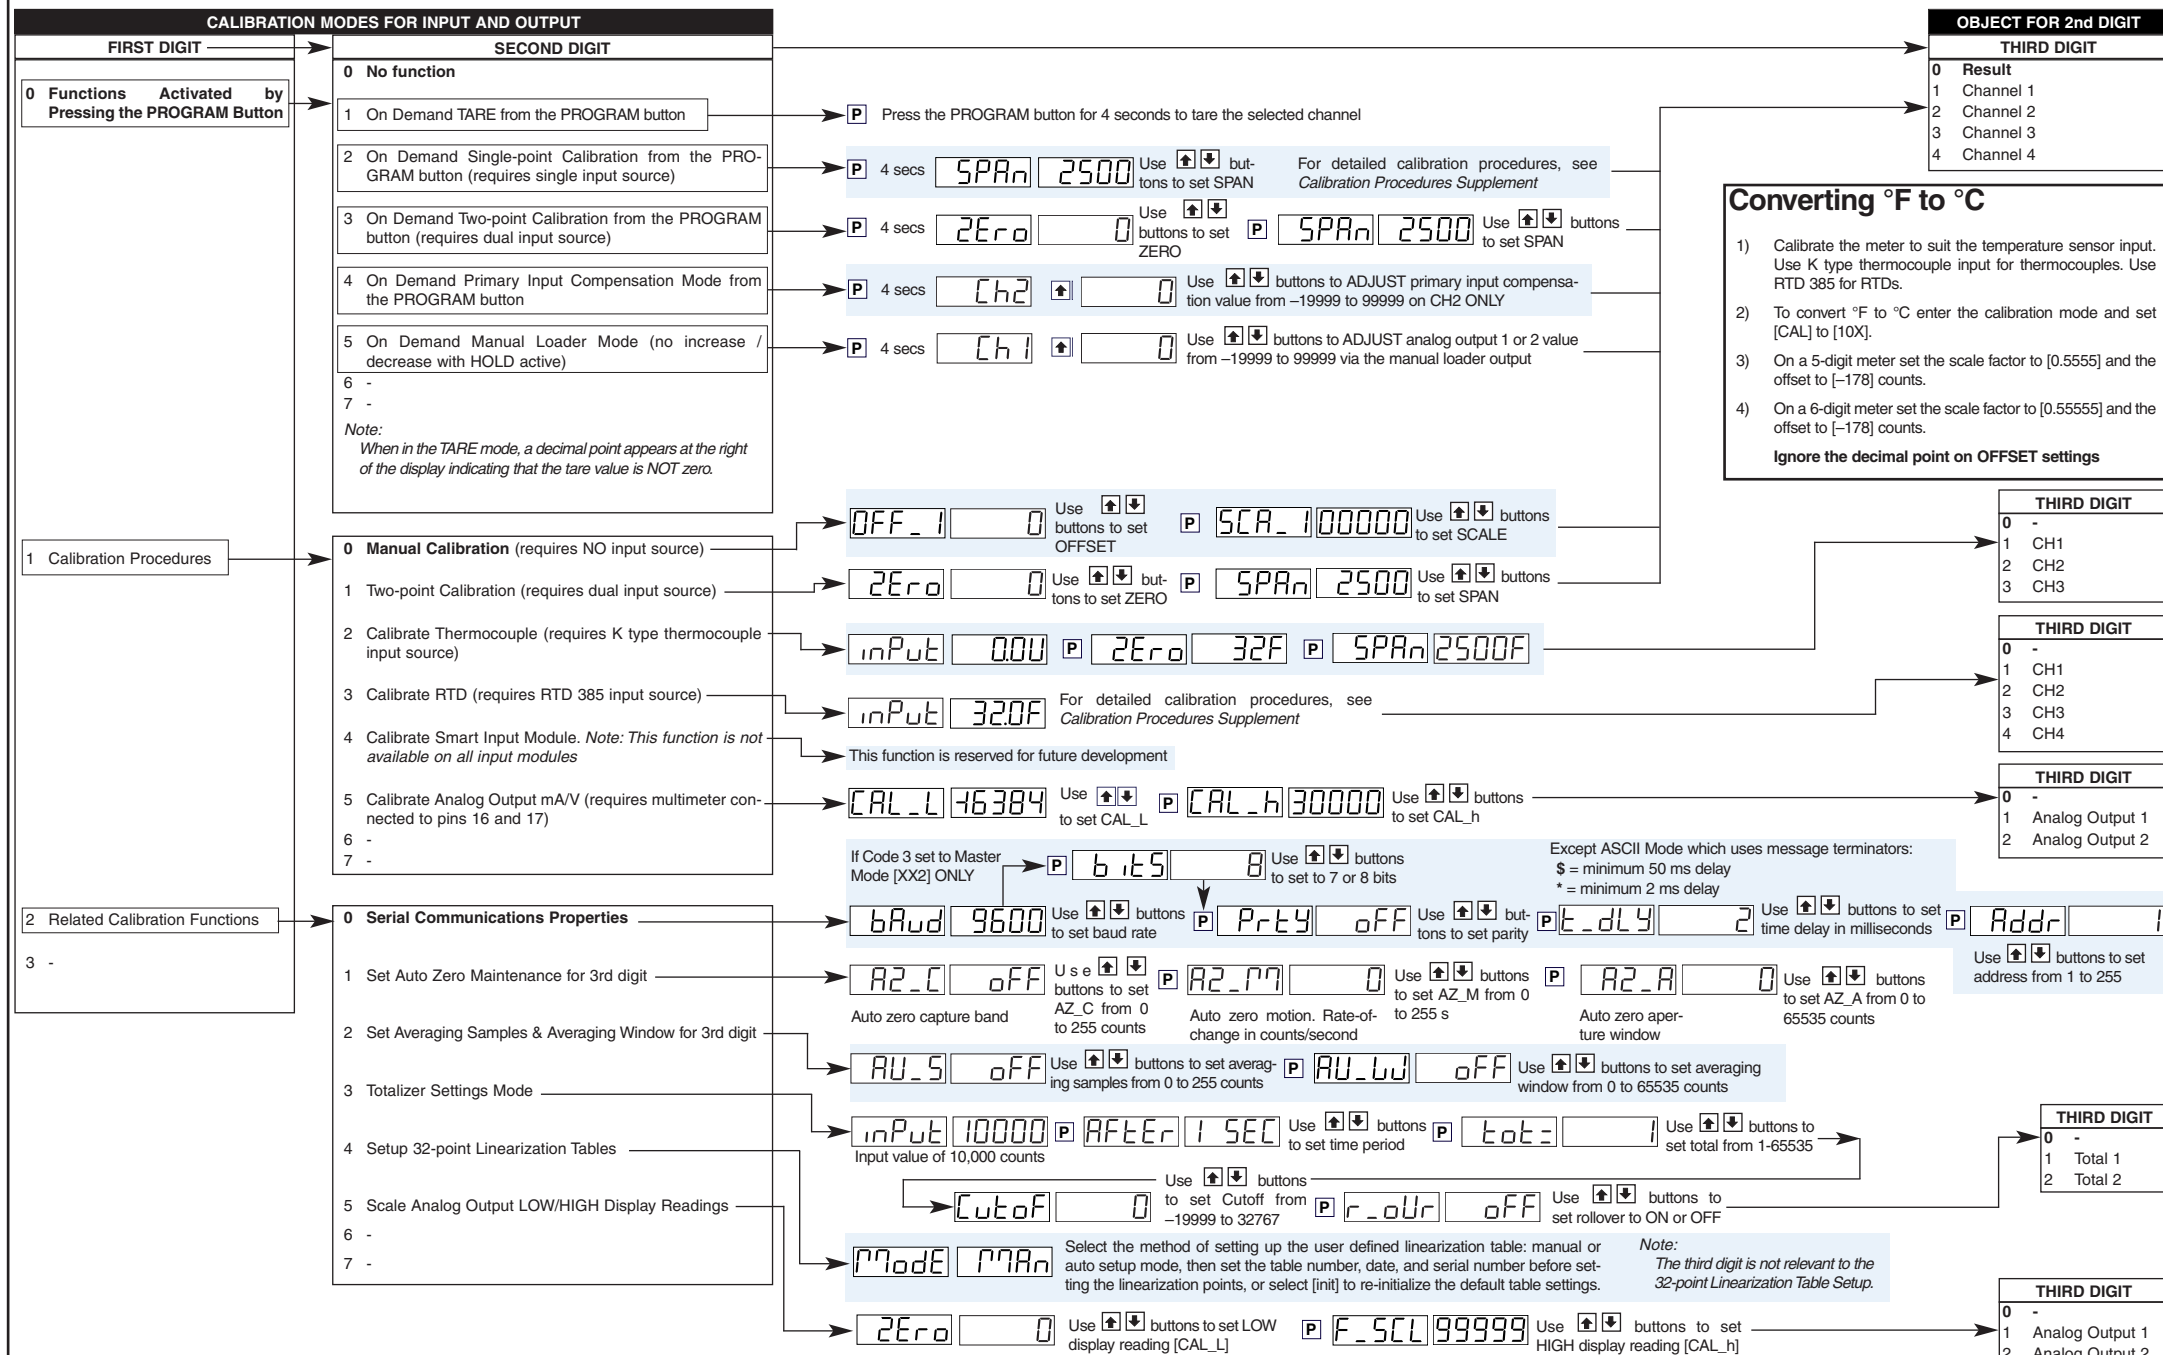 CALIBRATION MODES FOR INPUT AND OUTPUT
FIRST DIGIT
SECOND DIGIT
0 Functions Activated by
Pressing the PROGRAM Button
0 No function
1 On Demand TARE from the PROGRAM button
P Press the PROGRAM button for 4 seconds to tare the selected channel
2 On Demand Single-point Calibration from the PRO-
GRAM button (requires single input source)
P 4 secs SPAn 2500 Use but-
tons to set SPAN
For detailed calibration procedures, see
Calibration Procedures Supplement
3 On Demand Two-point Calibration from the PROGRAM
button (requires dual input source)
P 4 secs ZEro 0 Use
buttons to set
ZERO
P SPAn 2500 Use buttons
to set SPAN
4 On Demand Primary Input Compensation Mode from
the PROGRAM button
P 4 secs Ch2 0 Use buttons to ADJUST primary input compensa-
tion value from –19999 to 99999 on CH2 ONLY
5 On Demand Manual Loader Mode (no increase /
decrease with HOLD active)
P 4 secs Ch1 0 Use buttons to ADJUST analog output 1 or 2 value
from –19999 to 99999 via the manual loader output
6 -
7 -
Note:
When in the TARE mode, a decimal point appears at the right
of the display indicating that the tare value is NOT zero.
OBJECT FOR 2nd DIGIT
THIRD DIGIT
0 Result
1 Channel 1
2 Channel 2
3 Channel 3
4 Channel 4
Converting °F to °C
1) Calibrate the meter to suit the temperature sensor input.
Use K type thermocouple input for thermocouples. Use
RTD 385 for RTDs.
2) To convert °F to °C enter the calibration mode and set
[CAL] to [10X].
3) On a 5-digit meter set the scale factor to [0.5555] and the
offset to [–178] counts.
4) On a 6-digit meter set the scale factor to [0.55555] and the
offset to [–178] counts.
Ignore the decimal point on OFFSET settings
1 Calibration Procedures
0 Manual Calibration (requires NO input source)
OFF_1 0 Use
buttons to set
OFFSET
P SCA_1 00000 Use buttons
to set SCALE
1 Two-point Calibration (requires dual input source)
ZEro 0 Use but-
tons to set ZERO
P SPAn 2500 Use buttons
to set SPAN
2 Calibrate Thermocouple (requires K type thermocouple
input source)
inPut 0.0U P ZEro 32F P SPAn 2500F
THIRD DIGIT
0 -
1 CH1
2 CH2
3 CH3
3 Calibrate RTD (requires RTD 385 input source)
inPut 32.0F For detailed calibration procedures, see
Calibration Procedures Supplement
THIRD DIGIT
0 -
1 CH1
2 CH2
3 CH3
4 CH4
4 Calibrate Smart Input Module. Note: This function is not
available on all input modules
This function is reserved for future development
5 Calibrate Analog Output mA/V (requires multimeter con-
nected to pins 16 and 17)
CAL_L -16384 Use
to set CAL_L
P CAL_h 30000 Use buttons
to set CAL_h
THIRD DIGIT
0 -
1 Analog Output 1
2 Analog Output 2
6 -
7 -
2 Related Calibration Functions
3 -
0 Serial Communications Properties
If Code 3 set to Master
Mode [XX2] ONLY
P bitS 8 Use buttons
to set to 7 or 8 bits
Except ASCII Mode which uses message terminators:
$ = minimum 50 ms delay
* = minimum 2 ms delay
bAud 9600 Use buttons
to set baud rate
P PrtY oFF Use but-
tons to set parity
P t_dLY 2 Use buttons to set
time delay in milliseconds
P Addr 1
Use buttons to set
address from 1 to 255
1 Set Auto Zero Maintenance for 3rd digit
AZ_C oFF Use
buttons to set
AZ_C from 0
to 255 counts
Auto zero capture band
P AZ_M 0 Use buttons
to set AZ_M from 0
to 255 s
Auto zero motion. Rate-of-
change in counts/second
P AZ_A 0 Use buttons
to set AZ_A from 0 to
65535 counts
Auto zero aper-
ture window
2 Set Averaging Samples & Averaging Window for 3rd digit
AU_S oFF Use buttons to set averag-
ing samples from 0 to 255 counts
P AU_W oFF Use buttons to set averaging
window from 0 to 65535 counts
3 Totalizer Settings Mode
inPut 10000 P AFtEr 1 SEC Use buttons
to set time period
Input value of 10,000 counts
P tot= 1 Use buttons to
set total from 1-65535
CutoF 0 Use buttons
to set Cutoff from
–19999 to 32767
P r_oUr oFF Use buttons to
set rollover to ON or OFF
THIRD DIGIT
0 -
1 Total 1
2 Total 2
4 Setup 32-point Linearization Tables
ModE MAn Select the method of setting up the user defined linearization table: manual or
auto setup mode, then set the table number, date, and serial number before set-
ting the linearization points, or select [init] to re-initialize the default table settings.
Note:
The third digit is not relevant to the
32-point Linearization Table Setup.
5 Scale Analog Output LOW/HIGH Display Readings
6 -
7 -
ZEro 0 Use buttons to set LOW
display reading [CAL_L]
P F_SCL 99999 Use buttons to set
HIGH display reading [CAL_h]
THIRD DIGIT
0 -
1 Analog Output 1
2 Analog Output 2